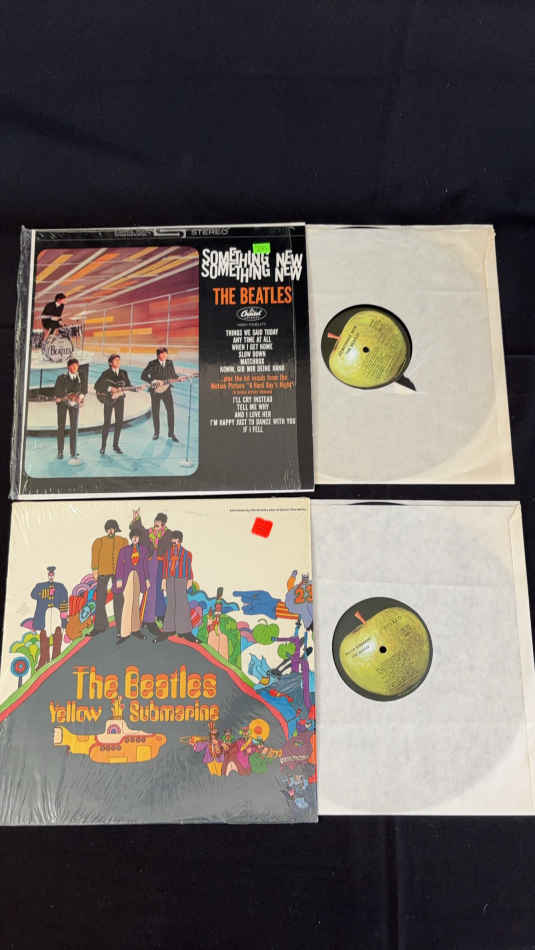 STEREO
SOMETHING NEW
SOMETHING NEW
THE BEATLES
Capitol
HIGH FIDELITY
THINGS WE SAID TODAY
ANY TIME AT ALL
WHEN I GET HOME
SLOW DOWN
MATCHBOX
KOMM, GIB MIR DEINE HAND
plus the hit vocals from the
Motion Picture "A Hard Day's Night"
I'LL CRY INSTEAD
TELL ME WHY
AND I LOVE HER
I'M HAPPY JUST TO DANCE WITH YOU
IF I FELL
BEATLES
The Beatles
Yellow Submarine